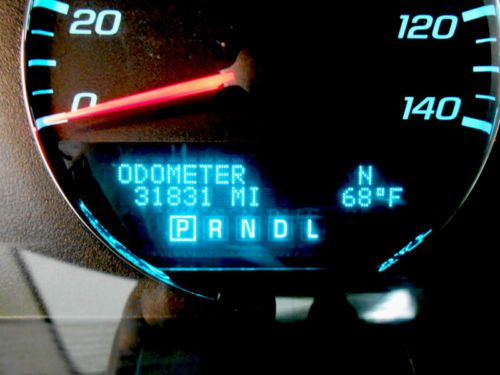 20 120
0 140
ODOMETER N
31831 MI 68°F
P R N D L